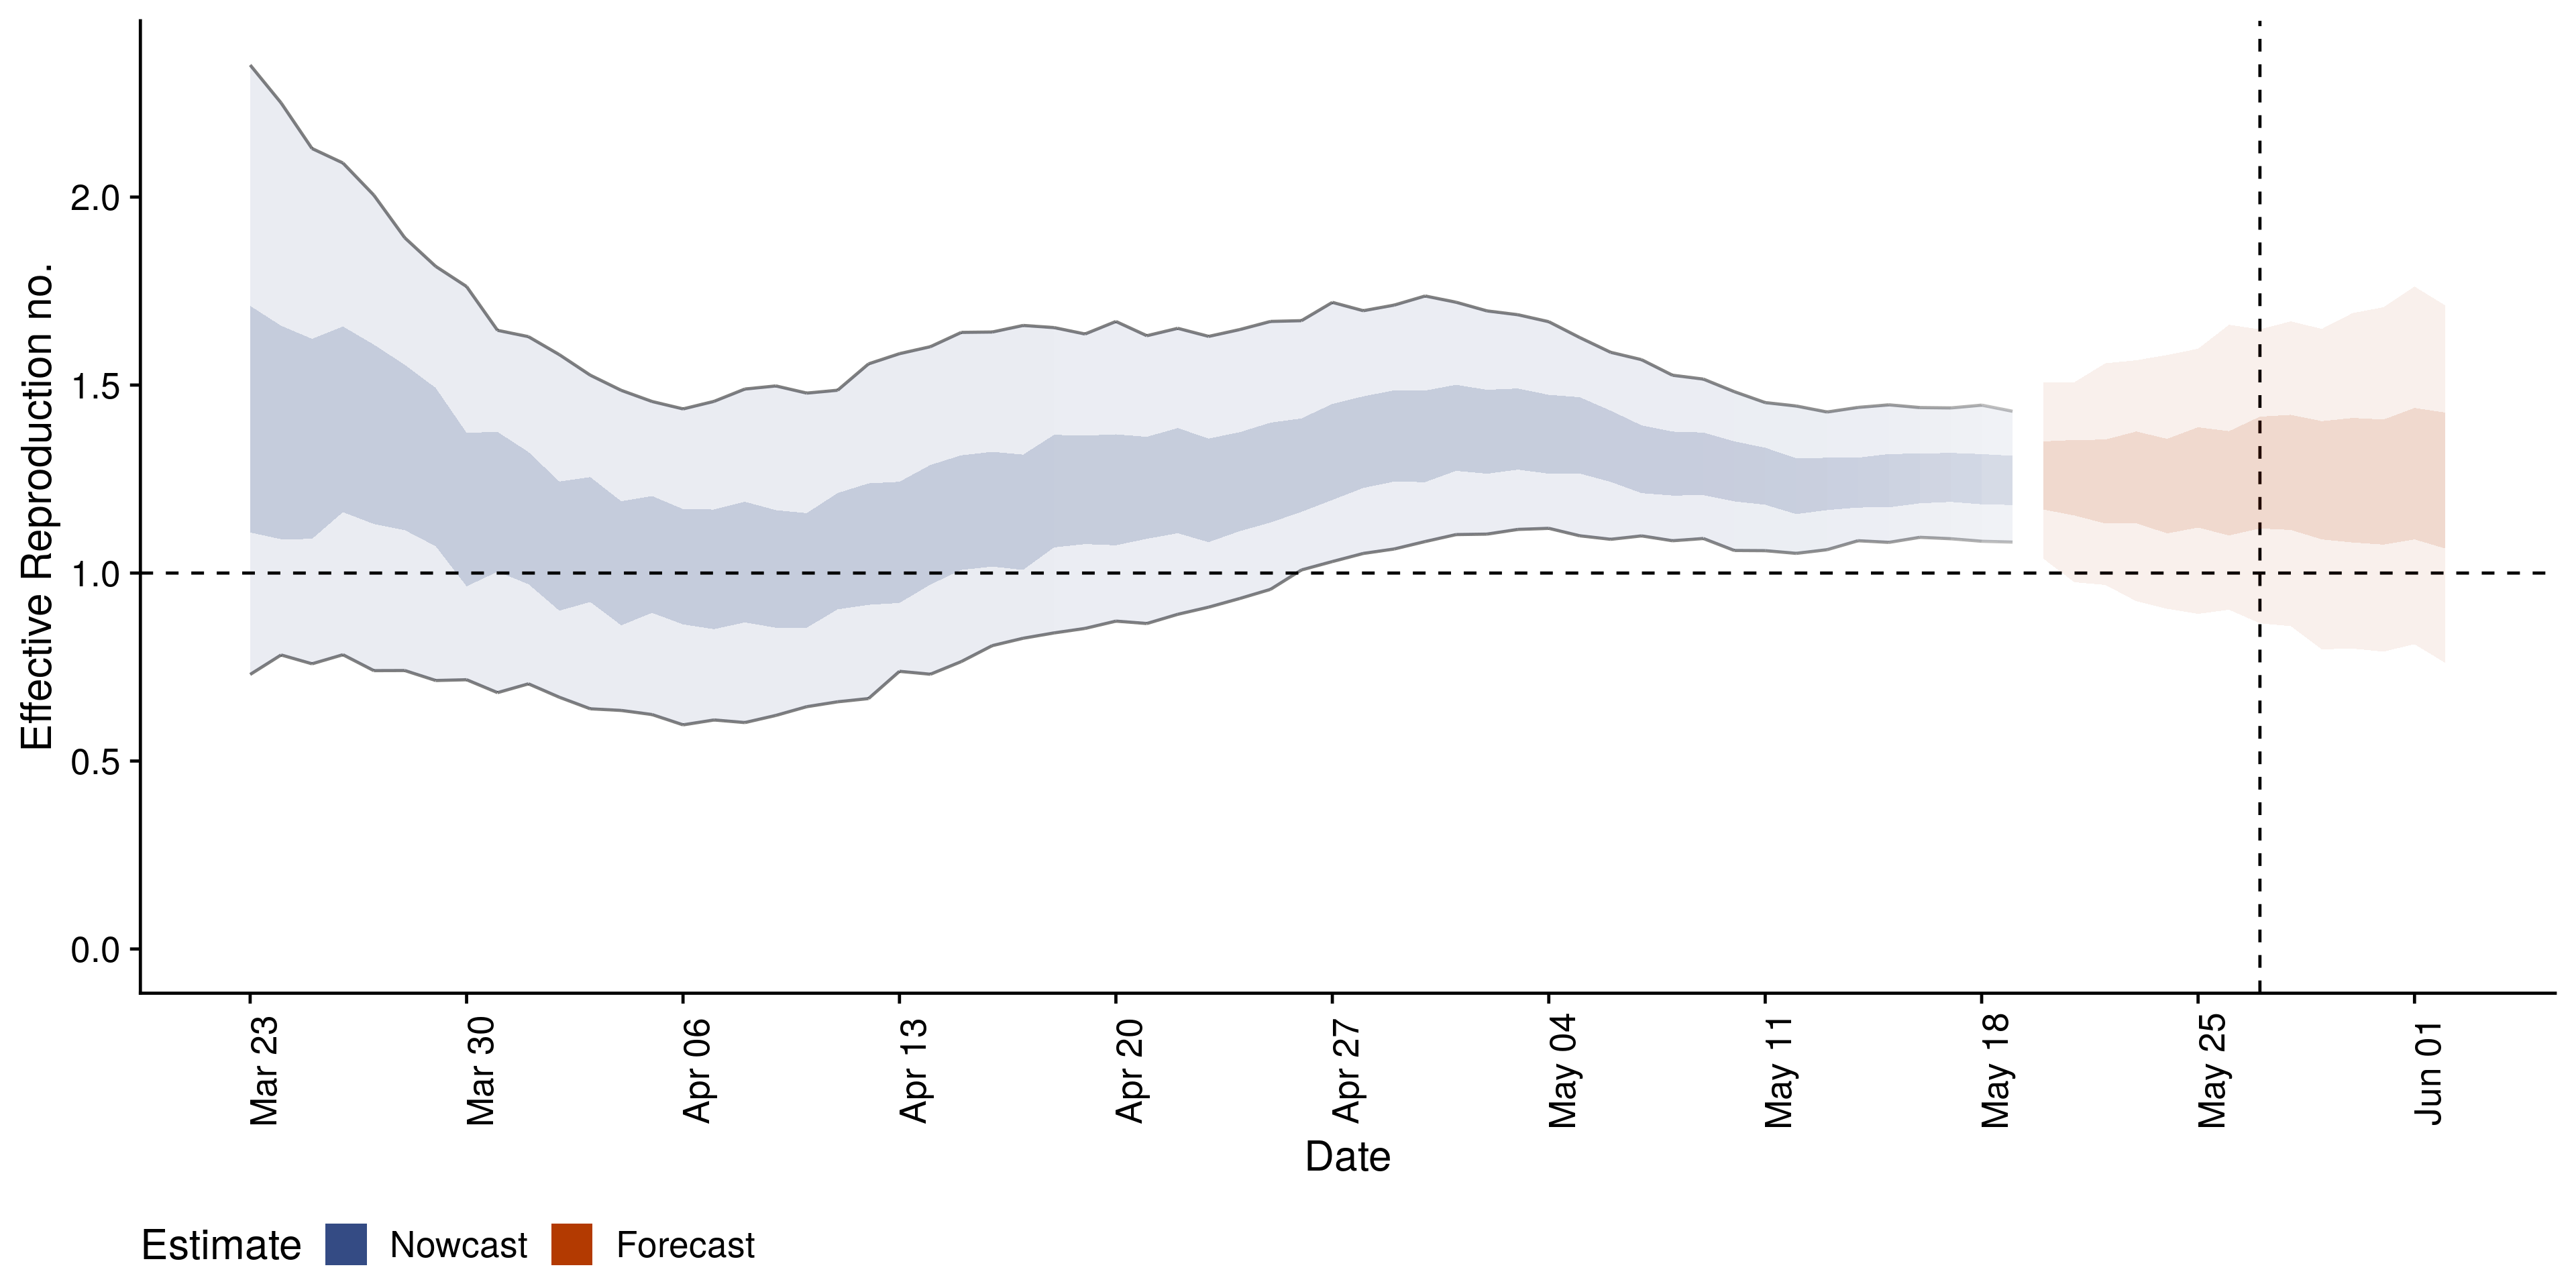 Effective Reproduction no.
2.0
1.5
1.0
0.5
0.0
Mar 23
Mar 30
Apr 06
Apr 13
Apr 20
Apr 27
May 04
May 11
May 18
May 25
Jun 01
Date
Estimate Nowcast Forecast